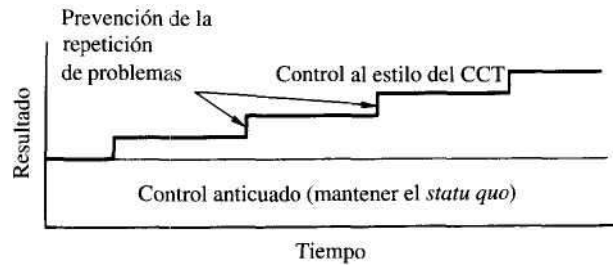 Prevención de la
repetición
de problemas
Control al estilo del CCT
Resultado
Control anticuado (mantener el statu quo)
Tiempo